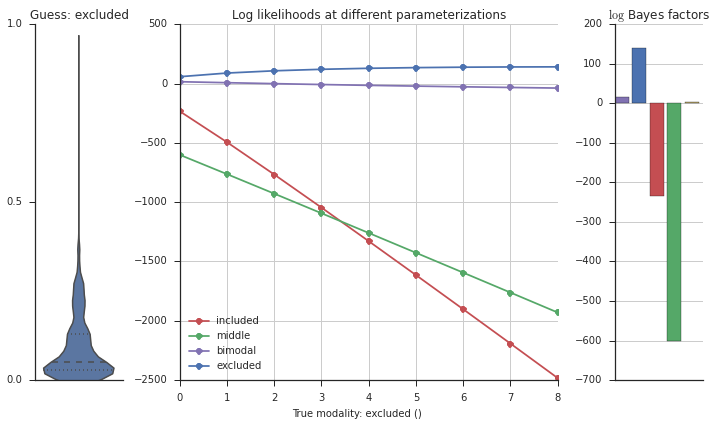 Guess: excluded
1.0
0.5
0.0
Log likelihoods at different parameterizations
500
0
−500
−1000
−1500
−2000
−2500
included
middle
bimodal
excluded
0 1 2 3 4 5 6 7 8
True modality: excluded ()
log Bayes factors
200
100
0
−100
−200
−300
−400
−500
−600
−700